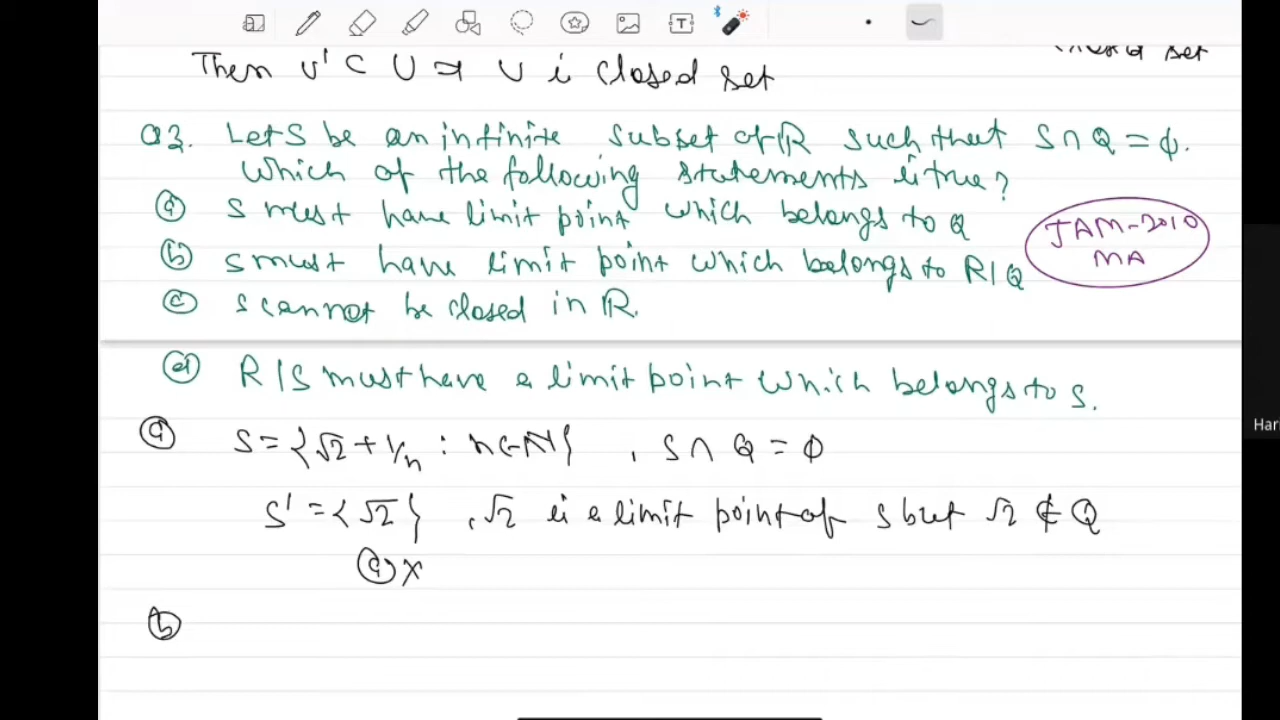 Then U' ⊂ U ⇒ U is closed set
Q3. Let S be an infinite subset of ℝ such that S ∩ Q = ϕ.
Which of the following statements is true?
(a) S must have limit point which belongs to Q
(b) S must have limit point which belongs to R|Q
JAM-2010
MA
(c) S cannot be closed in ℝ.
(d) R|S must have a limit point which belongs to S.
(a) S = {√2 + 1/n : n ∈ N} , S ∩ Q = ϕ
S' = {√2} , √2 is a limit point of S but √2 ∉ Q
(a) ×
(b)
Har